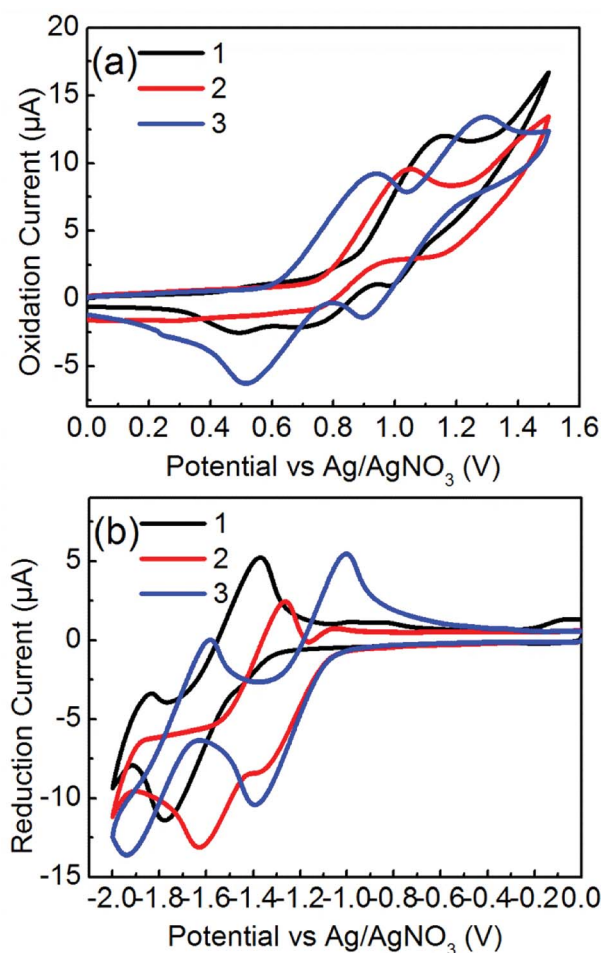 (a)
1
2
3
Oxidation Current (μA)
20
15
10
5
0
-5
0.0 0.2 0.4 0.6 0.8 1.0 1.2 1.4 1.6
Potential vs Ag/AgNO3 (V)
(b)
1
2
3
Reduction Current (μA)
5
0
-5
-10
-15
-2.0 -1.8 -1.6 -1.4 -1.2 -1.0 -0.8 -0.6 -0.4 -0.2 0.0
Potential vs Ag/AgNO3 (V)